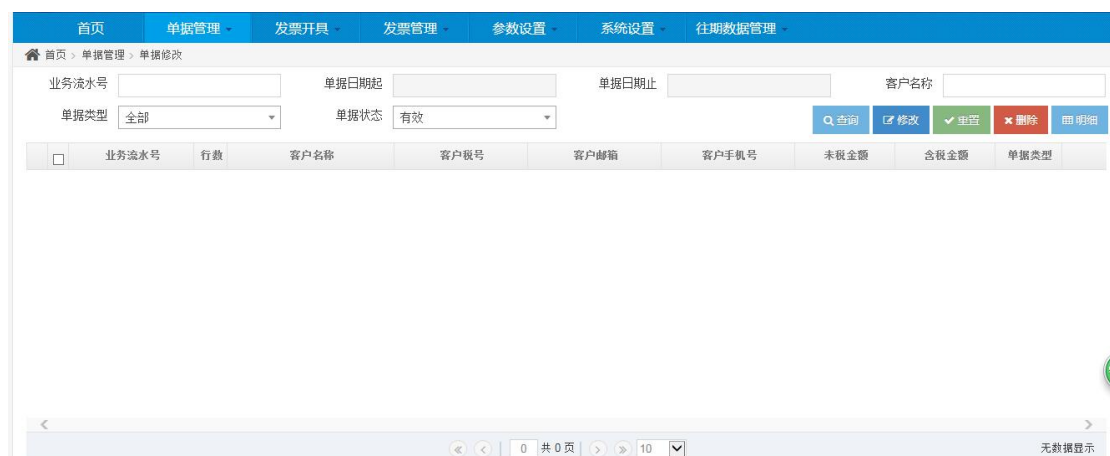 首页 单据管理 发票开具 发票管理 参数设置 系统设置 往期数据管理
首页 > 单据管理 > 单据修改
业务流水号 单据日期起 单据日期止 客户名称
单据类型 全部 单据状态 有效 查询 修改 重置 删除 明细
业务流水号 行数 客户名称 客户税号 客户邮箱 客户手机号 未税金额 含税金额 单据类型
0 共 0 页 10 无数据显示